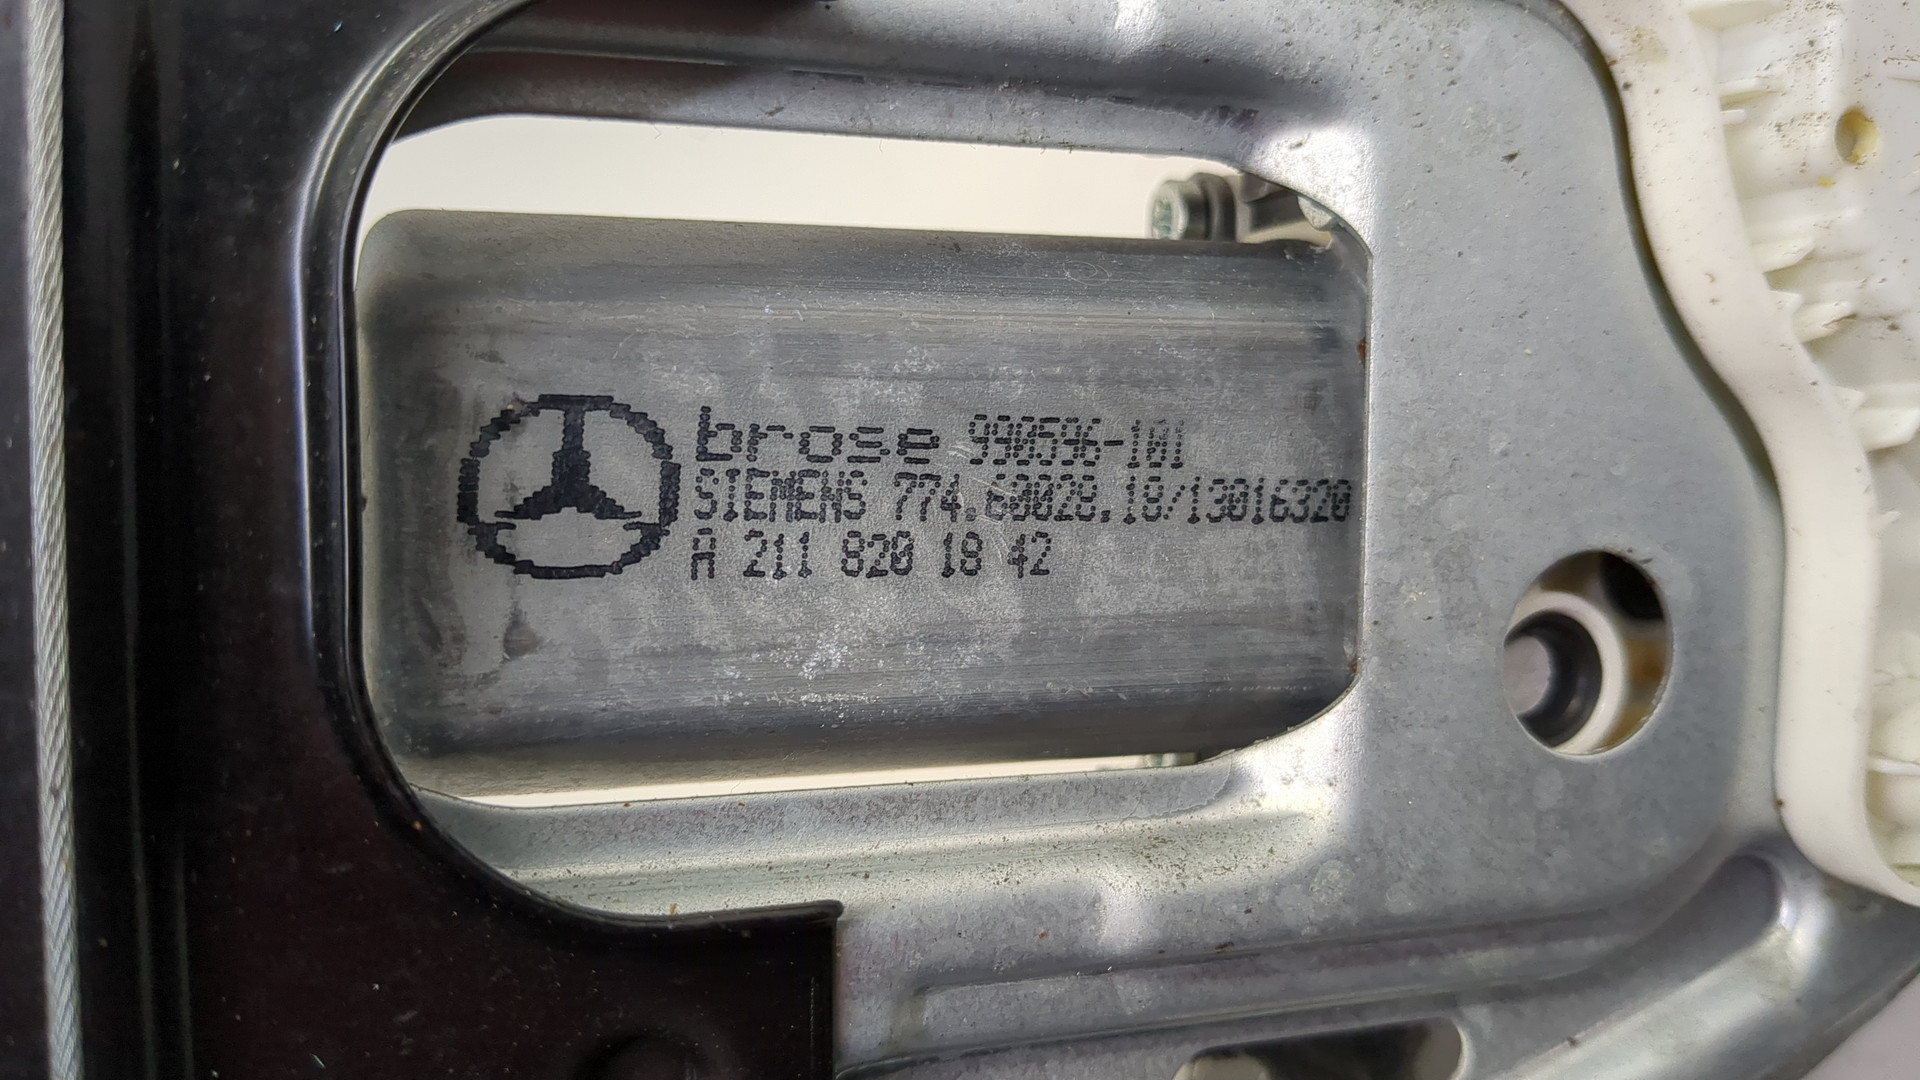 brose 990596-101
SIEMENS 774.60028.18/13016320
A 211 820 18 42